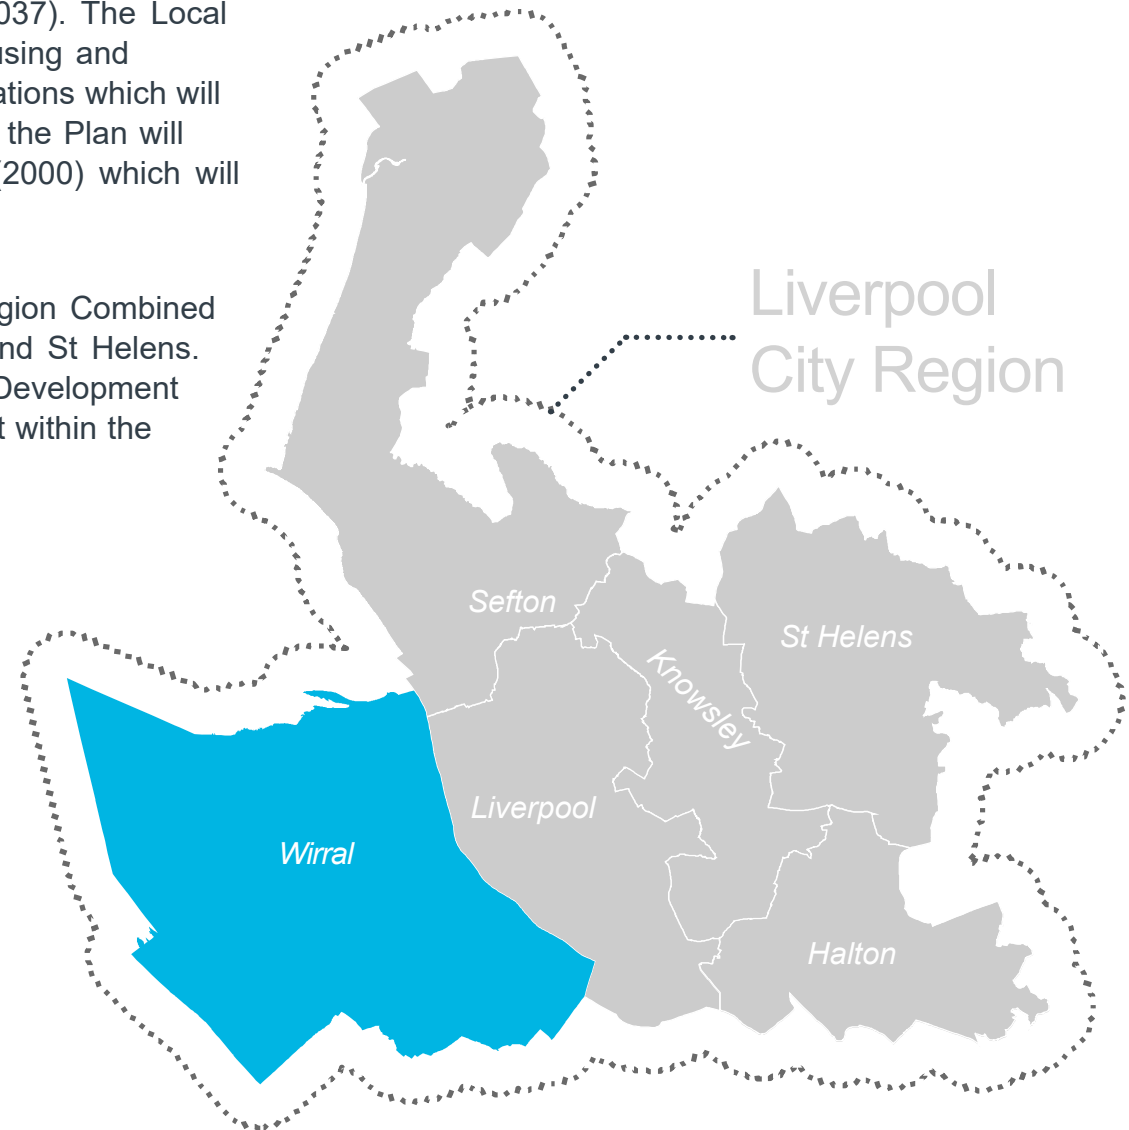 037). The Local
using and
ations which will
the Plan will
(2000) which will
gion Combined
nd St Helens.
Development
t within the
Liverpool
City Region
Sefton
St Helens
Knowsley
Liverpool
Wirral
Halton